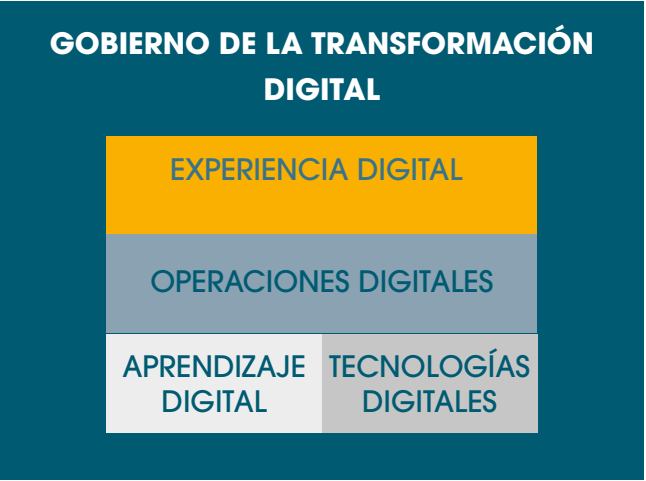 GOBIERNO DE LA TRANSFORMACIÓN
DIGITAL
EXPERIENCIA DIGITAL
OPERACIONES DIGITALES
APRENDIZAJE
DIGITAL
TECNOLOGÍAS
DIGITALES